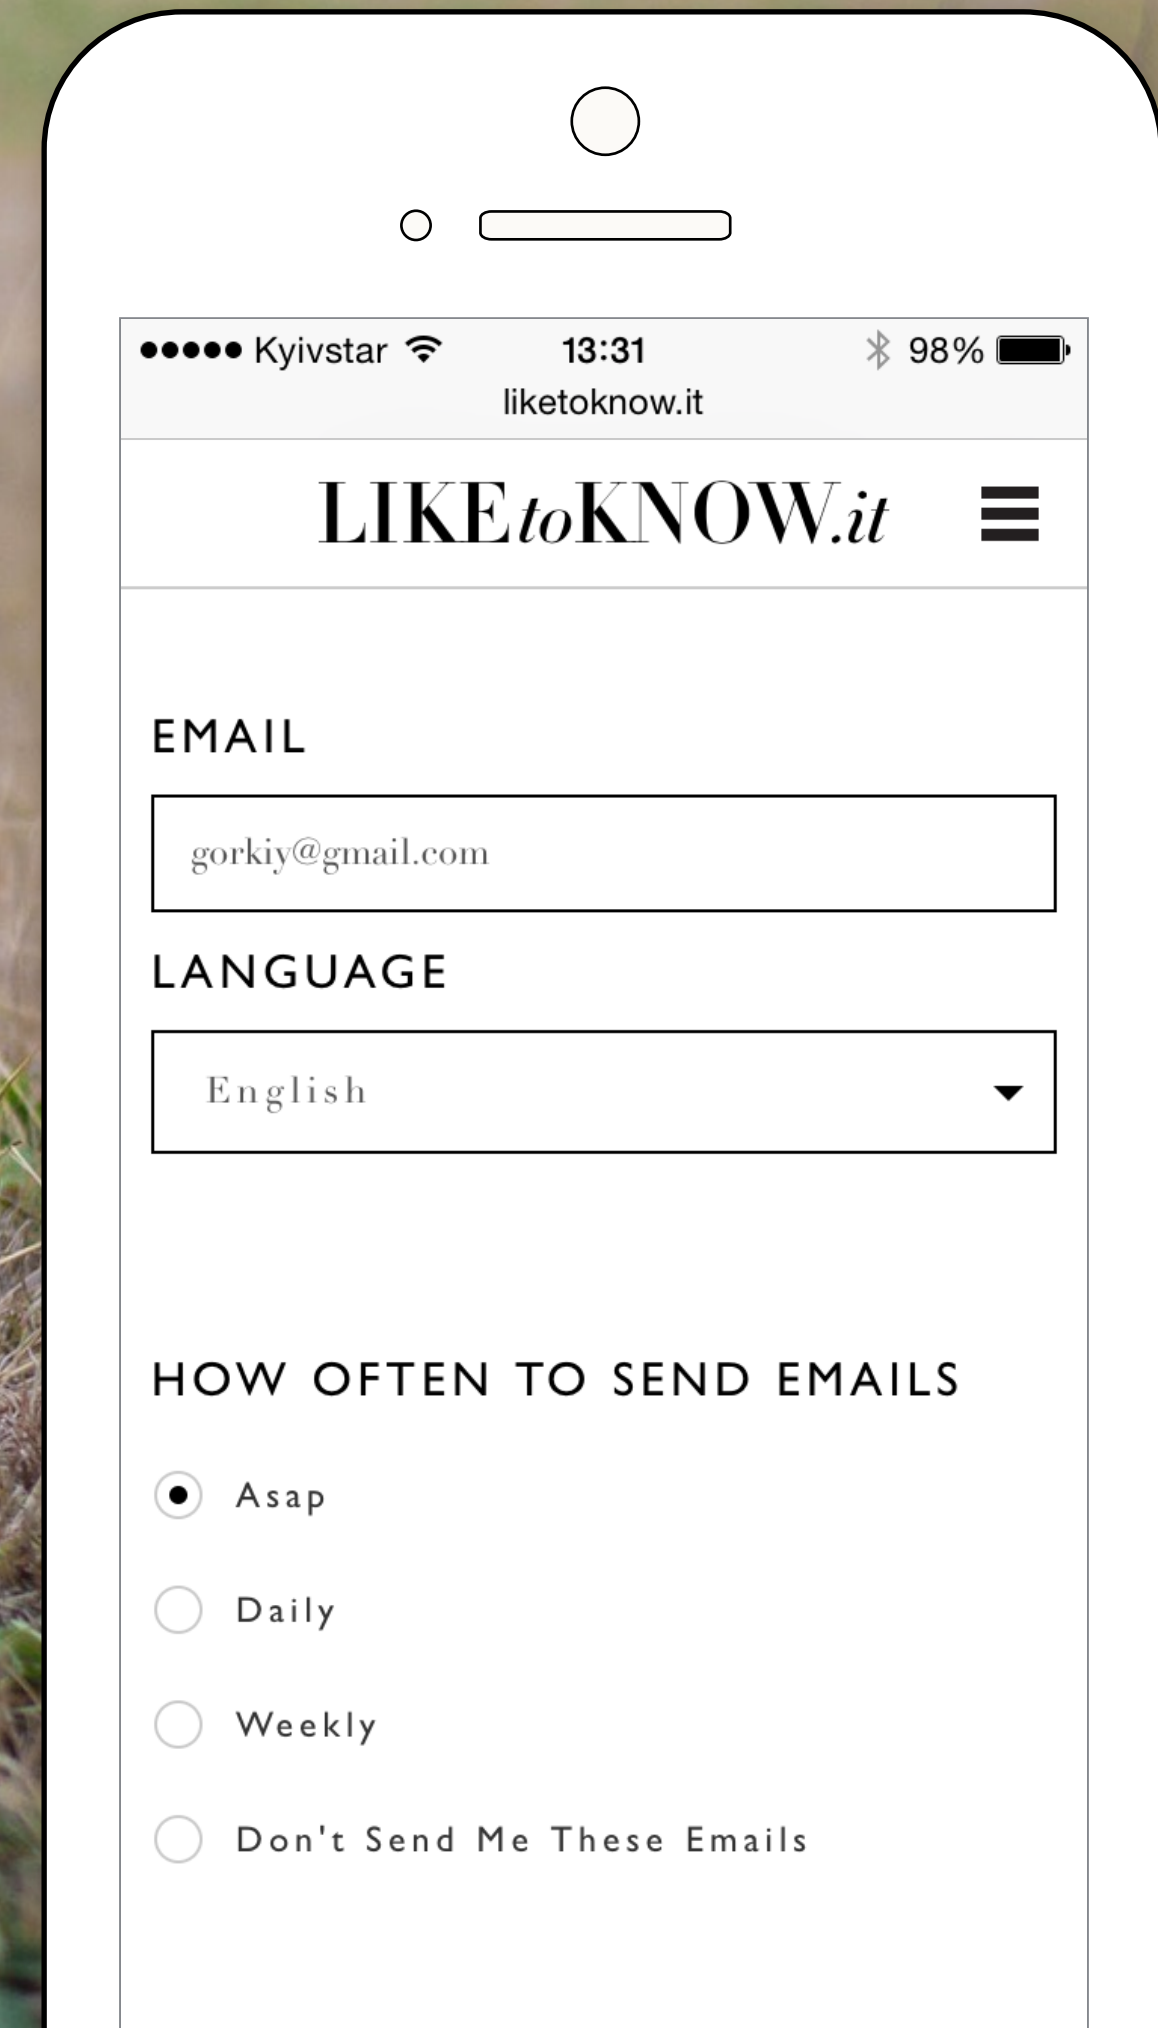 Kyivstar 13:31 98%
liketoknow.it
LIKEtoKNOW.it
EMAIL
gorkiy@gmail.com
LANGUAGE
English
HOW OFTEN TO SEND EMAILS
Asap
Daily
Weekly
Don't Send Me These Emails